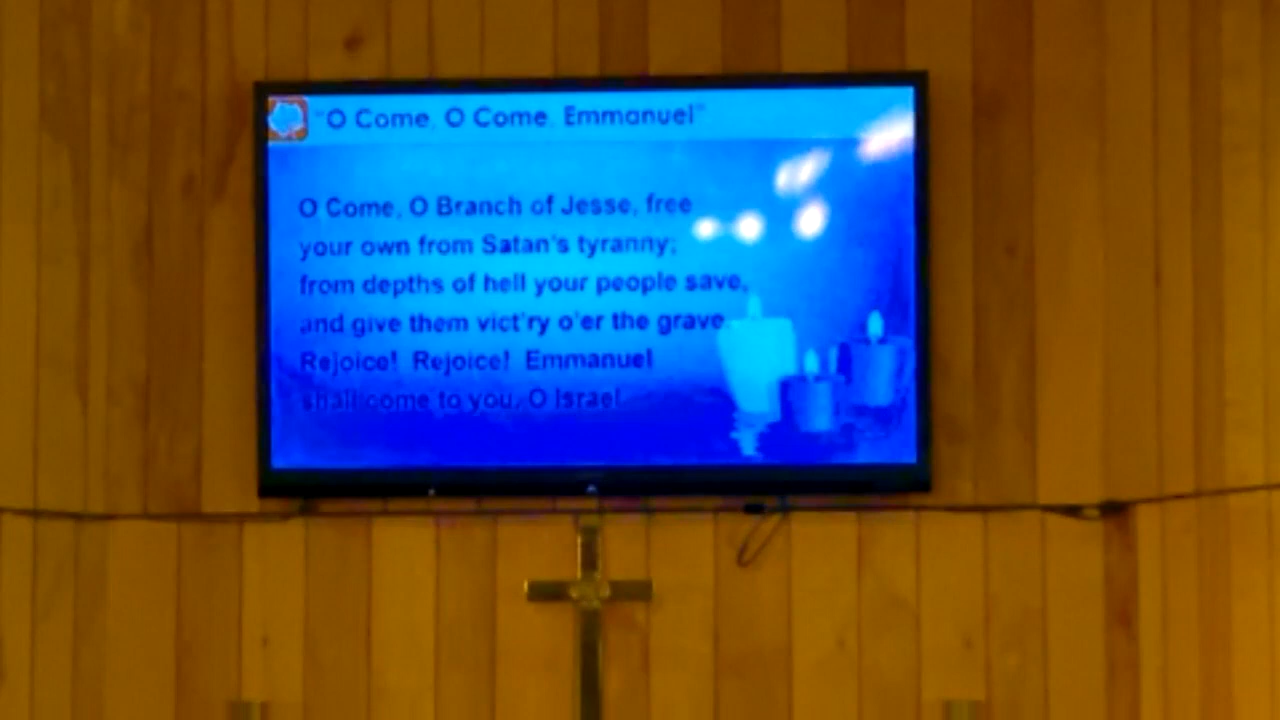 "O Come, O Come, Emmanuel"
O Come, O Branch of Jesse, free
your own from Satan's tyranny;
from depths of hell your people save,
and give them vict'ry o'er the grave.
Rejoice!  Rejoice!  Emmanuel
shall come to you, O Israel.